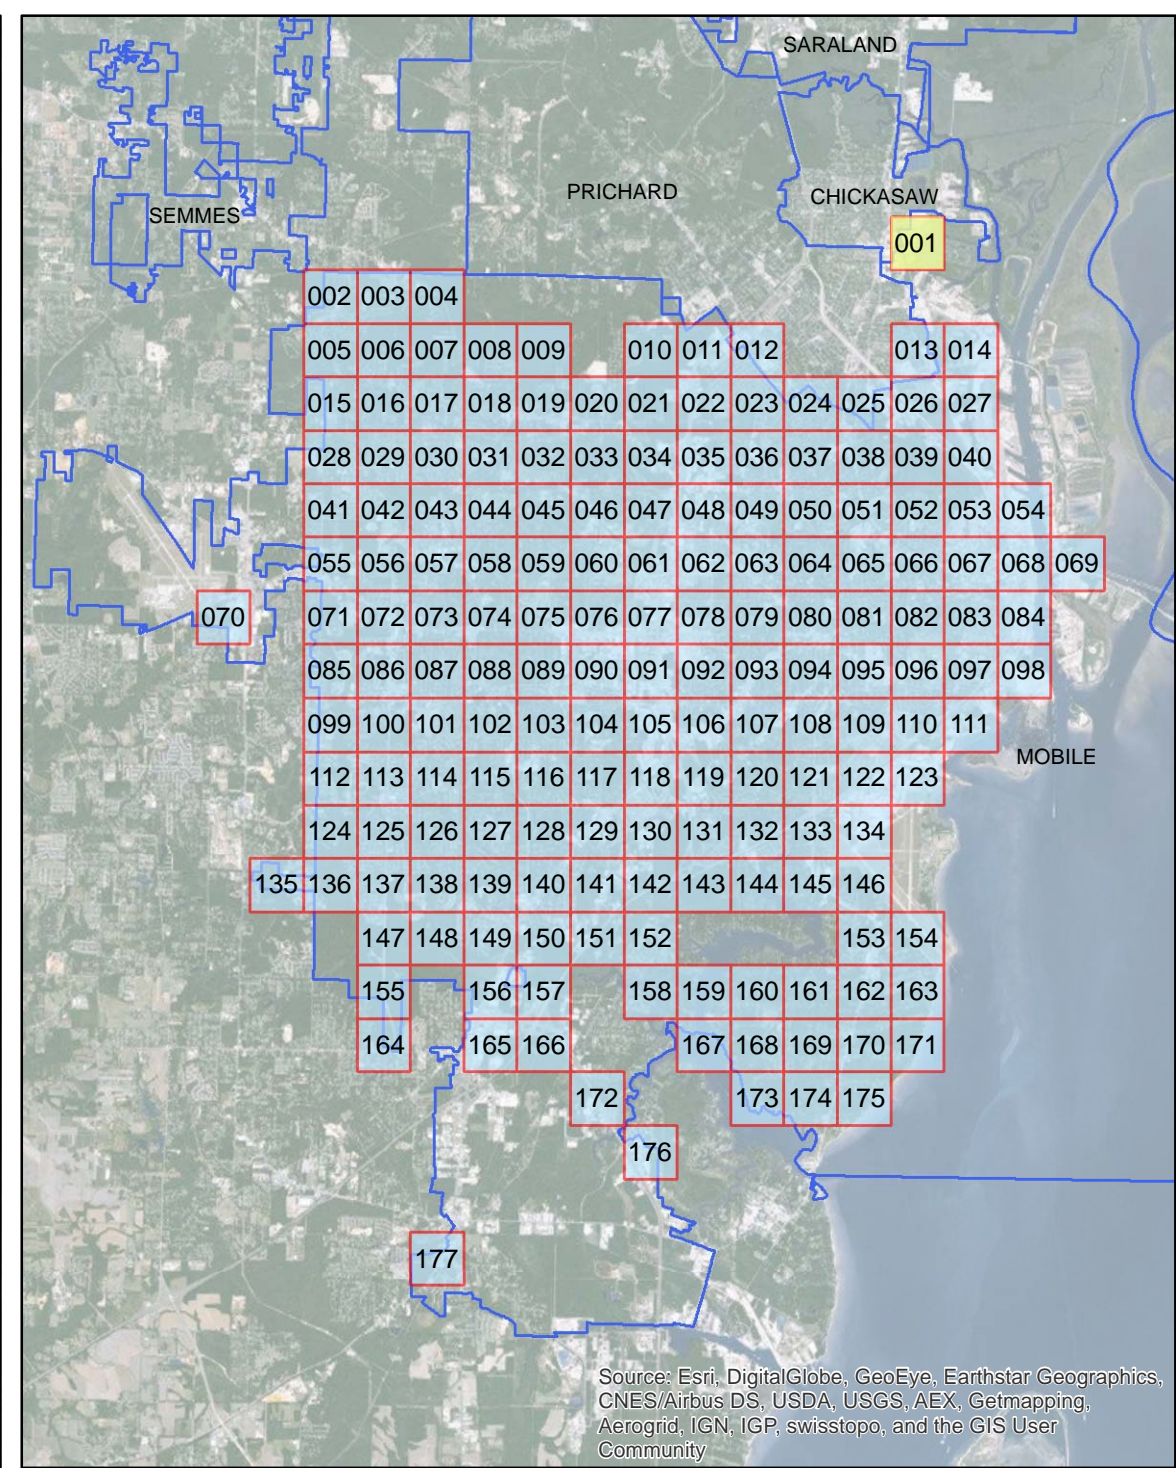 SARALAND
PRICHARD
CHICKASAW
SEMMES
001
002 003 004
005 006 007 008 009 010 011 012 013 014
015 016 017 018 019 020 021 022 023 024 025 026 027
028 029 030 031 032 033 034 035 036 037 038 039 040
041 042 043 044 045 046 047 048 049 050 051 052 053 054
055 056 057 058 059 060 061 062 063 064 065 066 067 068 069
070 071 072 073 074 075 076 077 078 079 080 081 082 083 084
085 086 087 088 089 090 091 092 093 094 095 096 097 098
099 100 101 102 103 104 105 106 107 108 109 110 111
MOBILE
112 113 114 115 116 117 118 119 120 121 122 123
124 125 126 127 128 129 130 131 132 133 134
135 136 137 138 139 140 141 142 143 144 145 146
147 148 149 150 151 152 153 154
155 156 157 158 159 160 161 162 163
164 165 166 167 168 169 170 171
172 173 174 175
176
177
Source: Esri, DigitalGlobe, GeoEye, Earthstar Geographics,
CNES/Airbus DS, USDA, USGS, AEX, Getmapping,
Aerogrid, IGN, IGP, swisstopo, and the GIS User
Community